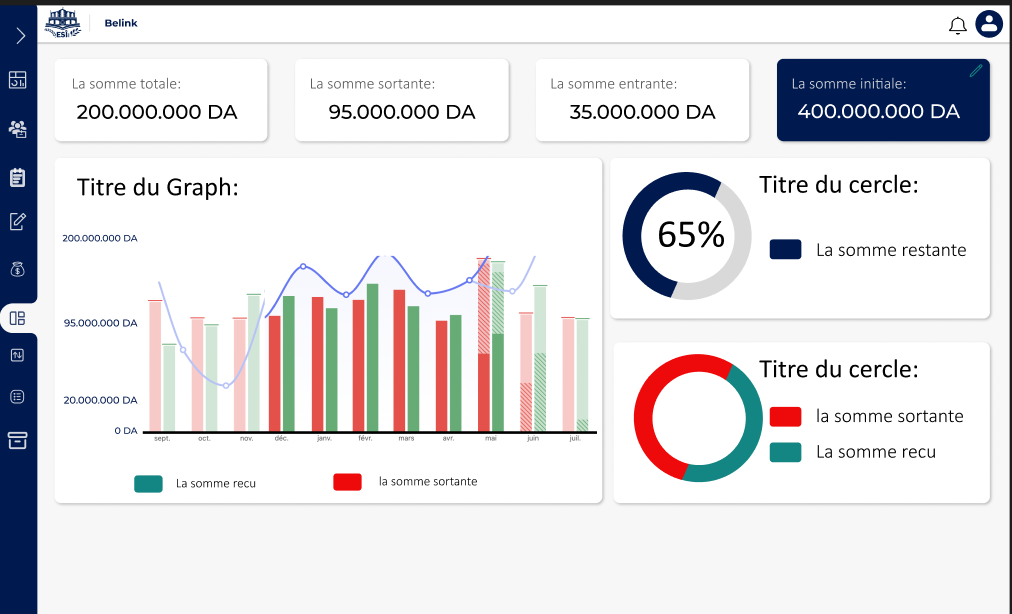 ESI
Belink
La somme totale:
200.000.000 DA
La somme sortante:
95.000.000 DA
La somme entrante:
35.000.000 DA
La somme initiale:
400.000.000 DA
Titre du Graph:
200.000.000 DA
95.000.000 DA
20.000.000 DA
0 DA
sept. oct. nov. déc. janv. févr. mars avr. mai juin juil.
La somme recu la somme sortante
Titre du cercle:
65%
La somme restante
Titre du cercle:
la somme sortante
La somme recu